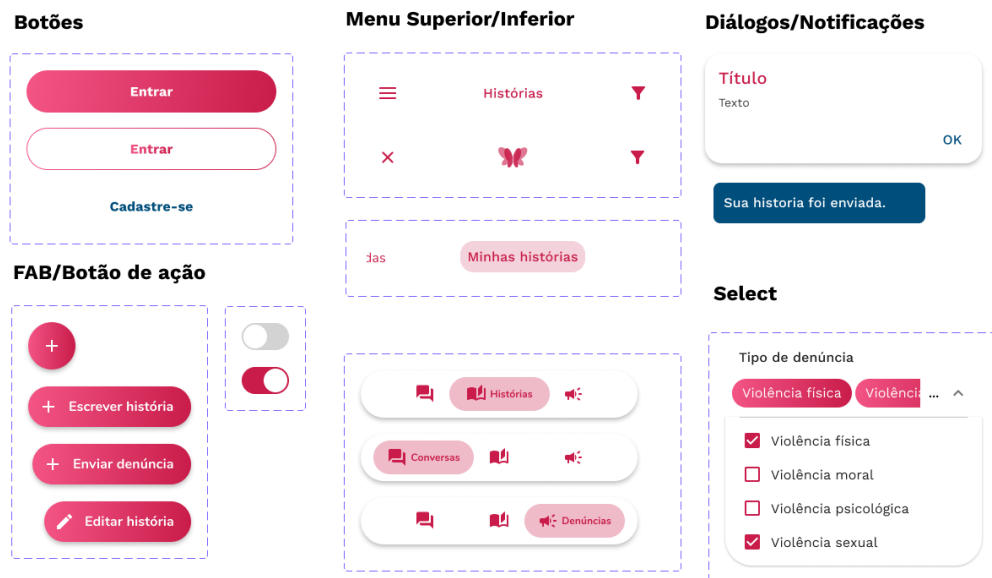 Botões
Entrar
Entrar
Cadastre-se
FAB/Botão de ação
Escrever história
Enviar denúncia
Editar história
Menu Superior/Inferior
Histórias
das
Minhas histórias
Histórias
Conversas
Denúncias
Diálogos/Notificações
Título
Texto
OK
Sua historia foi enviada.
Select
Tipo de denúncia
Violência física
Violência
...
Violência física
Violência moral
Violência psicológica
Violência sexual